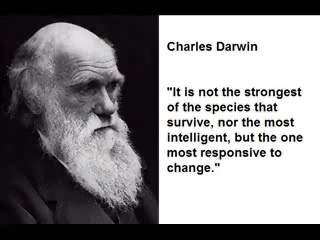 Charles Darwin
"It is not the strongest
of the species that
survive, nor the most
intelligent, but the one
most responsive to
change."